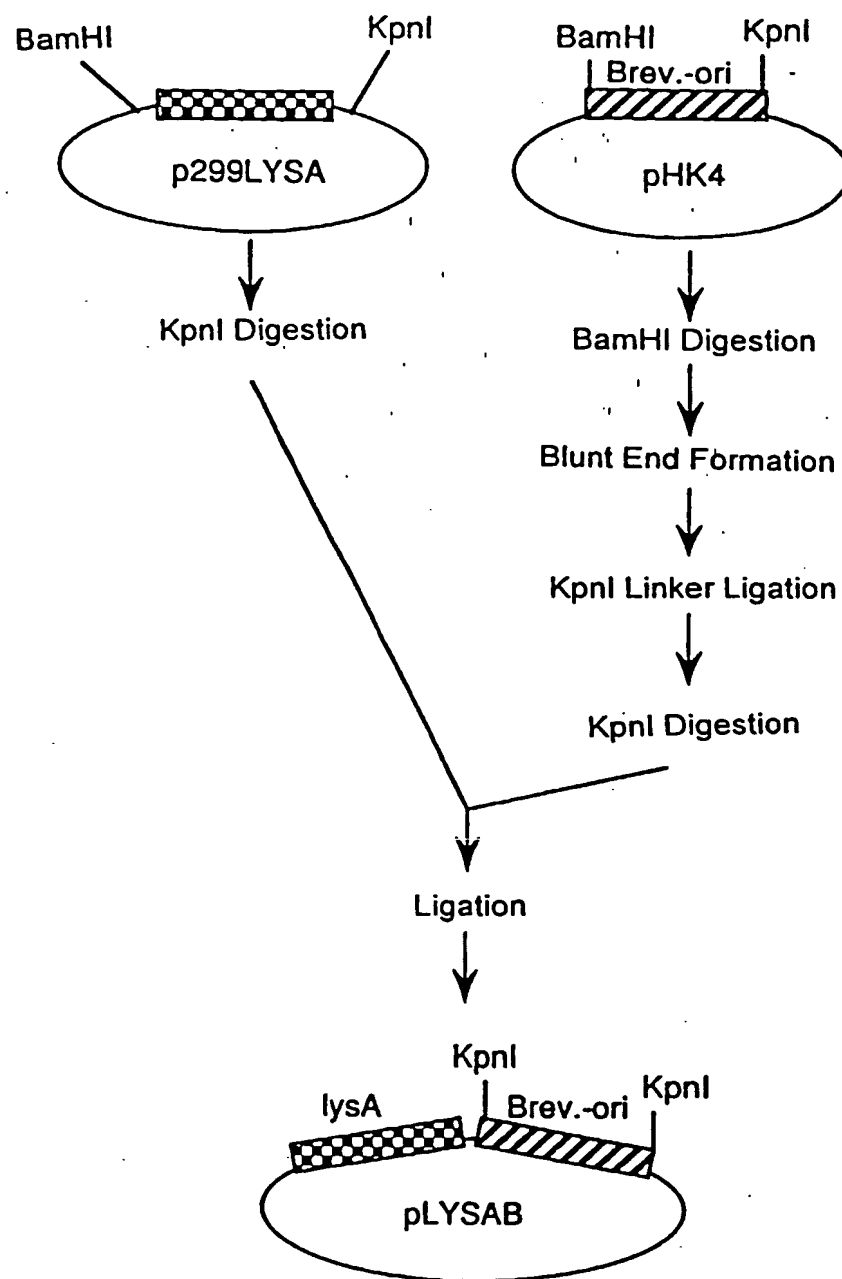 BamHI
KpnI
p299LYSA
KpnI Digestion
BamHI
KpnI
Brev.-ori
pHK4
BamHI Digestion
Blunt End Formation
KpnI Linker Ligation
KpnI Digestion
Ligation
KpnI
KpnI
lysA
Brev.-ori
pLYSAB